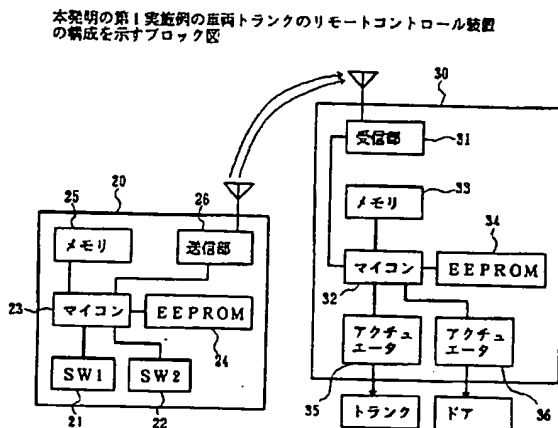 本発明の第1実施例の車両トランクのリモートコントロール装置
の構成を示すブロック図
30
受信部
31
20
25
26
メモリ
33
メモリ
送信部
34
23
マイコン
EEPROM
マイコン
EEPROM
32
24
アクチュ
エータ
アクチュ
エータ
SW1
SW2
21
22
35
36
トランク
ドア